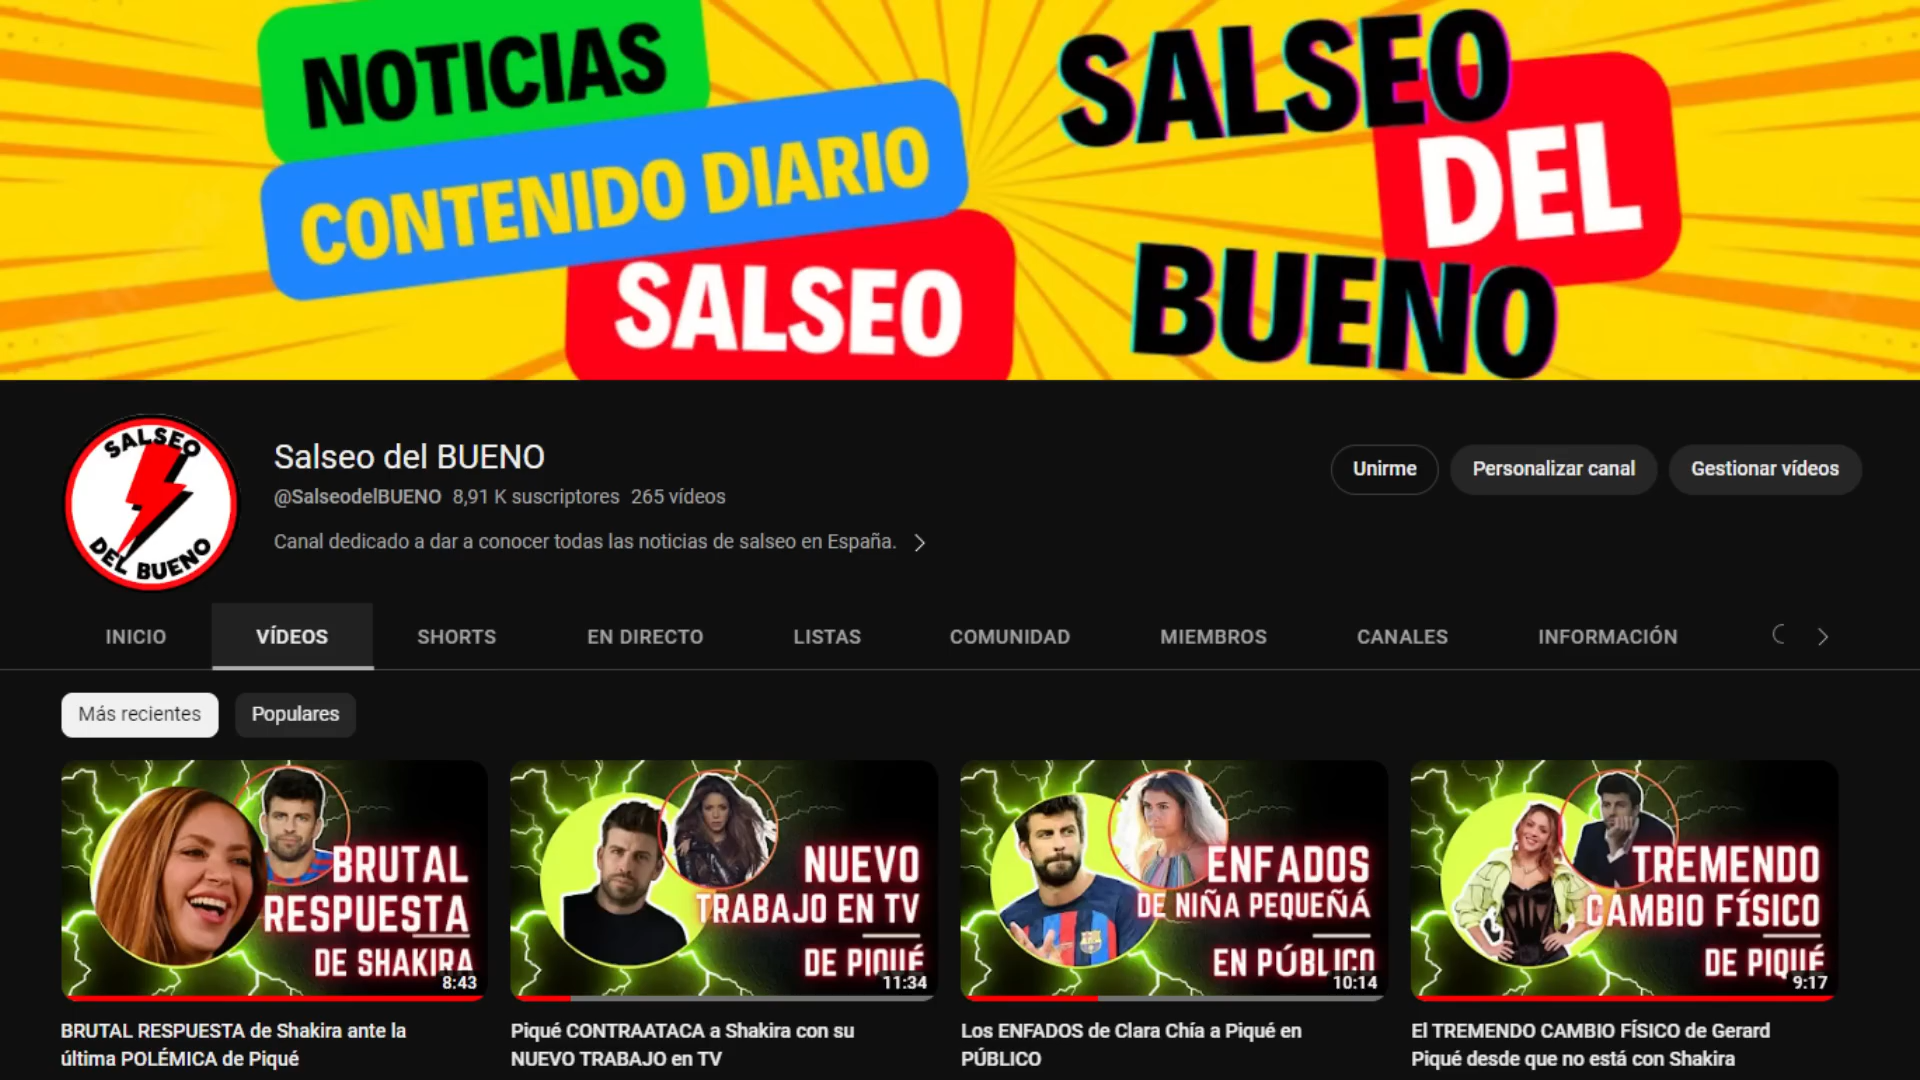 NOTICIAS
CONTENIDO DIARIO
SALSEO
SALSEO
DEL
BUENO
SALSEO
DEL BUENO
Salseo del BUENO
@SalseodelBUENO 8,91 K suscriptores 265 vídeos
Canal dedicado a dar a conocer todas las noticias de salseo en España.
Unirme
Personalizar canal
Gestionar vídeos
INICIO
VÍDEOS
SHORTS
EN DIRECTO
LISTAS
COMUNIDAD
MIEMBROS
CANALES
INFORMACIÓN
Más recientes
Populares
BRUTAL
RESPUESTA
DE SHAKIRA
8:43
BRUTAL RESPUESTA de Shakira ante la
última POLÉMICA de Piqué
NUEVO
TRABAJO EN TV
DE PIQUÉ
11:34
Piqué CONTRAATACA a Shakira con su
NUEVO TRABAJO en TV
ENFADOS
DE NIÑA PEQUEÑÁ
EN PÚBLICO
10:14
Los ENFADOS de Clara Chía a Piqué en
PÚBLICO
TREMENDO
CAMBIO FÍSICO
DE PIQUÉ
9:17
El TREMENDO CAMBIO FÍSICO de Gerard
Piqué desde que no está con Shakira